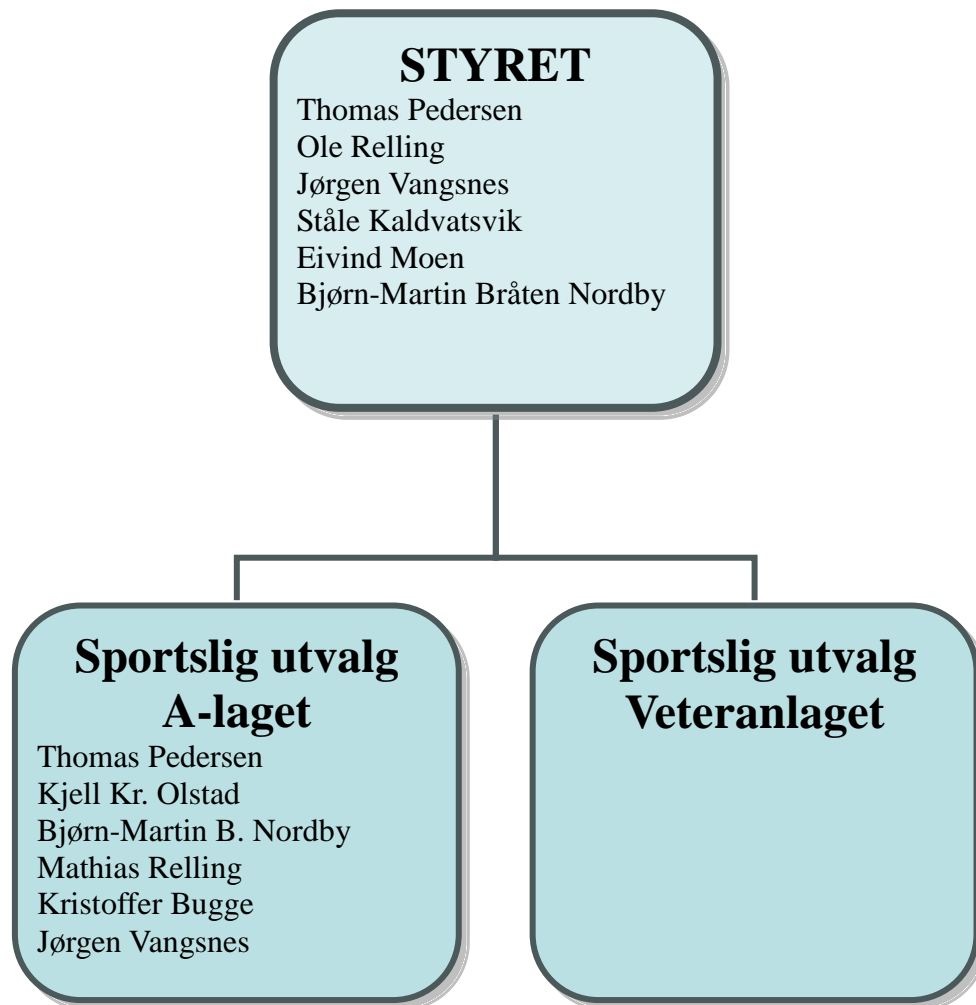 STYRET
Thomas Pedersen
Ole Relling
Jørgen Vangsnes
Ståle Kaldvatsvik
Eivind Moen
Bjørn-Martin Bråten Nordby
Sportslig utvalg
A-laget
Thomas Pedersen
Kjell Kr. Olstad
Bjørn-Martin B. Nordby
Mathias Relling
Kristoffer Bugge
Jørgen Vangsnes
Sportslig utvalg
Veteranlaget